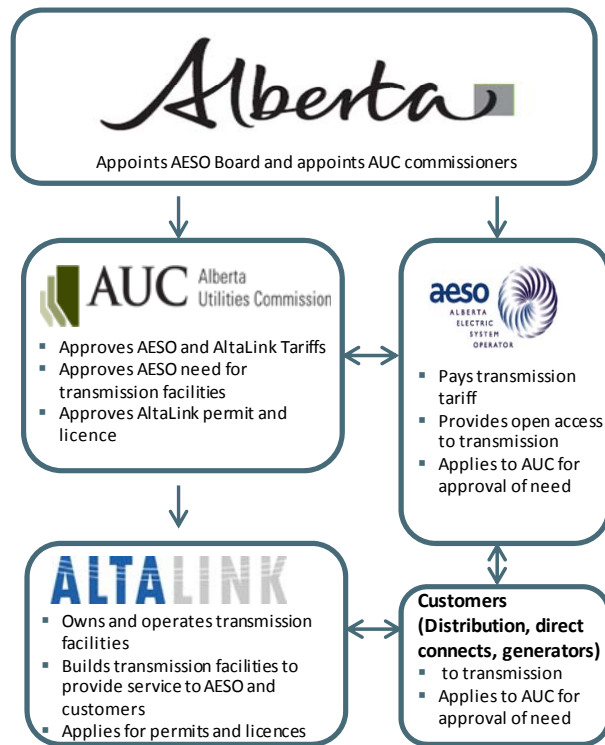 Alberta
Appoints AESO Board and appoints AUC commissioners
AUC Alberta
Utilities Commission
▪ Approves AESO and AltaLink Tariffs
▪ Approves AESO need for
transmission facilities
▪ Approves AltaLink permit and
licence
aeso
ALBERTA
ELECTRIC
SYSTEM
OPERATOR
▪ Pays transmission
tariff
▪ Provides open access
to transmission
▪ Applies to AUC for
approval of need
ALTALINK
▪ Owns and operates transmission
facilities
▪ Builds transmission facilities to
provide service to AESO and
customers
▪ Applies for permits and licences
Customers
(Distribution, direct
connects, generators)
▪ to transmission
▪ Applies to AUC for
approval of need